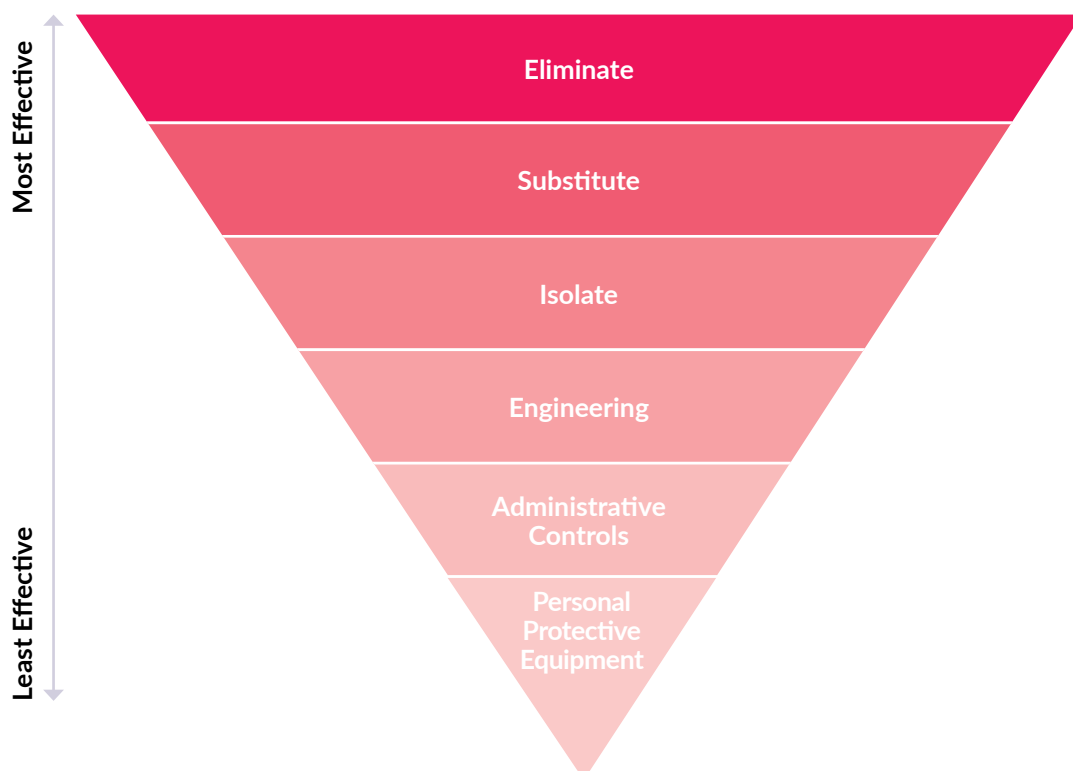 Most Effective
Least Effective
Eliminate
Substitute
Isolate
Engineering
Administrative
Controls
Personal
Protective
Equipment